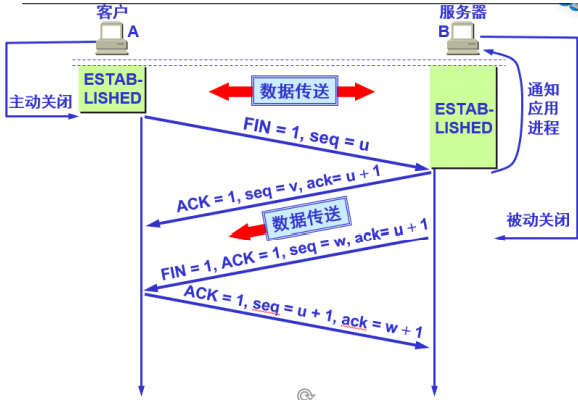 客户
A
服务器
B
主动关闭
ESTAB-
LISHED
数据传送
ESTAB-
LISHED
通知
应用
进程
FIN = 1, seq = u
ACK = 1, seq = v, ack= u + 1
数据传送
被动关闭
FIN = 1, ACK = 1, seq = w, ack= u + 1
ACK = 1, seq = u + 1, ack = w + 1